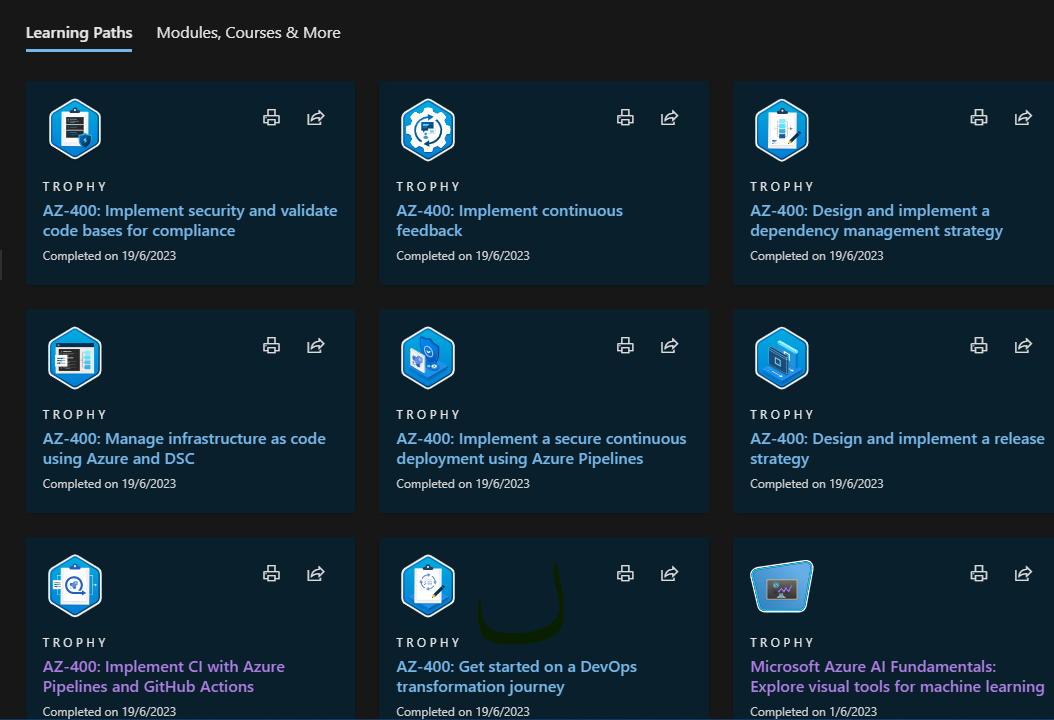 Learning Paths Modules, Courses & More
TROPHY
AZ-400: Implement security and validate
code bases for compliance
Completed on 19/6/2023
TROPHY
AZ-400: Implement continuous
feedback
Completed on 19/6/2023
TROPHY
AZ-400: Design and implement a
dependency management strategy
Completed on 19/6/2023
TROPHY
AZ-400: Manage infrastructure as code
using Azure and DSC
Completed on 19/6/2023
TROPHY
AZ-400: Implement a secure continuous
deployment using Azure Pipelines
Completed on 19/6/2023
TROPHY
AZ-400: Design and implement a release
strategy
Completed on 19/6/2023
TROPHY
AZ-400: Implement CI with Azure
Pipelines and GitHub Actions
Completed on 19/6/2023
TROPHY
AZ-400: Get started on a DevOps
transformation journey
Completed on 19/6/2023
TROPHY
Microsoft Azure AI Fundamentals:
Explore visual tools for machine learning
Completed on 1/6/2023